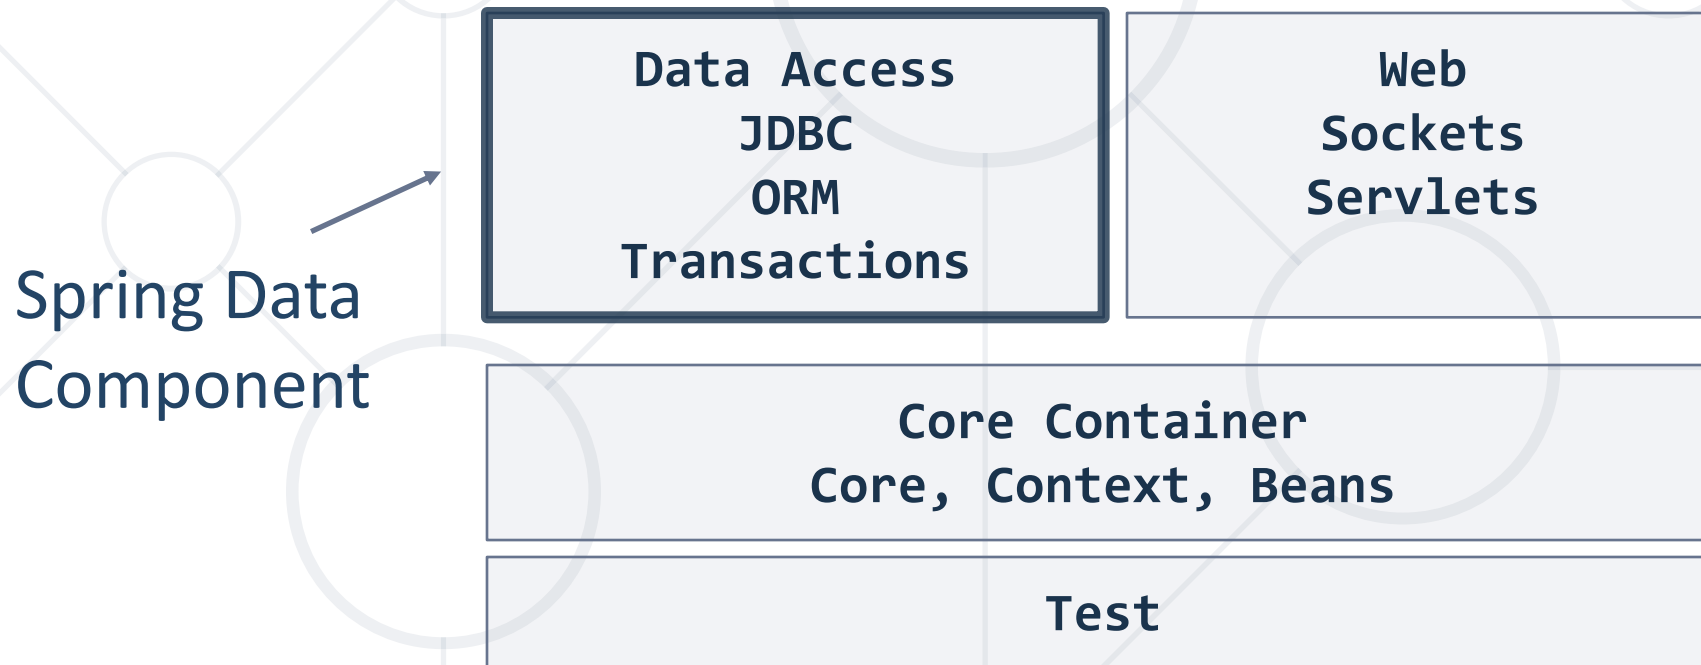 Data Access
JDBC
ORM
Transactions
Web
Sockets
Servlets
Spring Data
Component
Core Container
Core, Context, Beans
Test